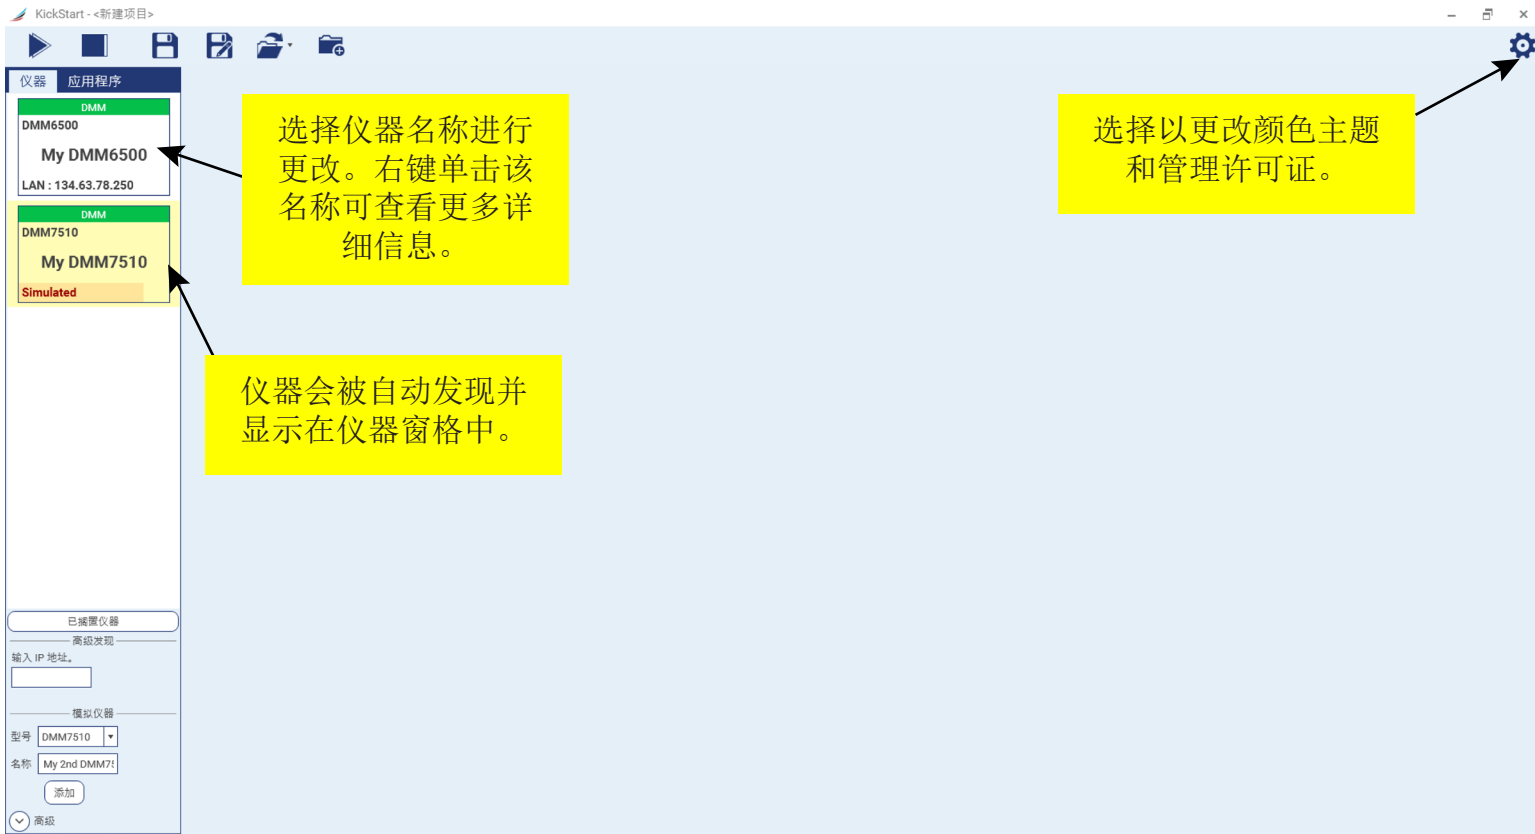 KickStart - <新建项目>
仪器 应用程序
DMM
DMM6500
My DMM6500
LAN : 134.63.78.250
DMM
DMM7510
My DMM7510
Simulated
选择仪器名称进行
更改。右键单击该
名称可查看更多详
细信息。
选择以更改颜色主题
和管理许可证。
仪器会被自动发现并
显示在仪器窗格中。
已搁置仪器
高级发现
输入 IP 地址。
模拟仪器
型号 DMM7510
名称 My 2nd DMM75
添加
高级